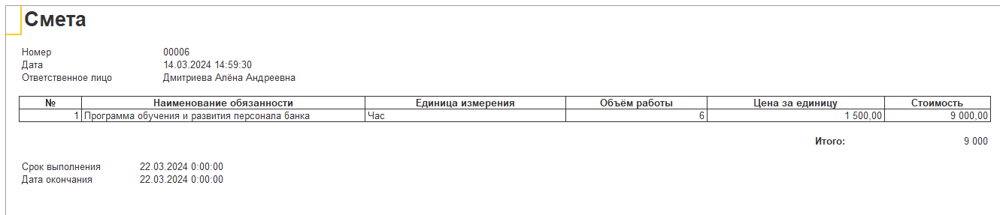 Смета
Номер 00006
Дата 14.03.2024 14:59:30
Ответственное лицо Дмитриева Алёна Андреевна
№ Наименование обязанности Единица измерения Объём работы Цена за единицу Стоимость
1 Программа обучения и развития персонала банка Час 6 1 500,00 9 000,00
Итого: 9 000
Срок выполнения 22.03.2024 0:00:00
Дата окончания 22.03.2024 0:00:00